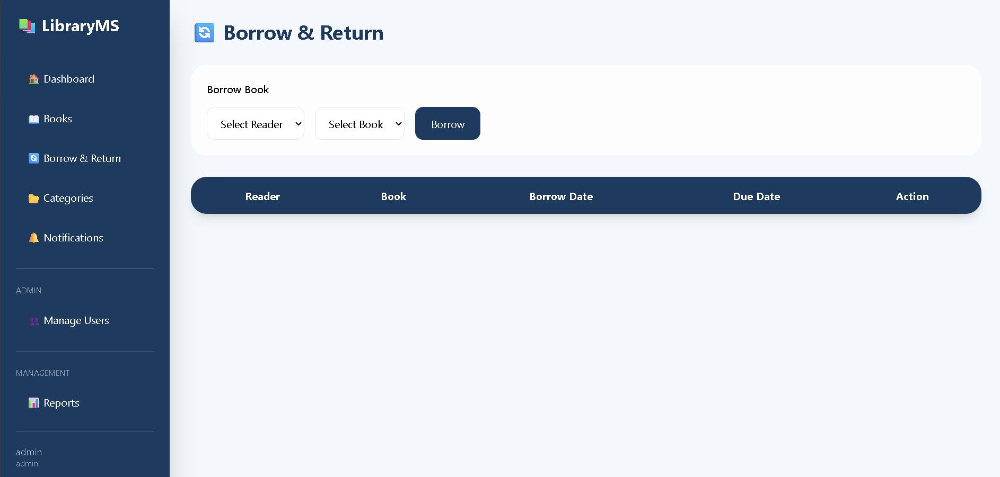 LibraryMS
Dashboard
Books
Borrow & Return
Categories
Notifications
ADMIN
Manage Users
MANAGEMENT
Reports
admin
admin
Borrow & Return
Borrow Book
Select Reader Select Book Borrow
Reader Book Borrow Date Due Date Action